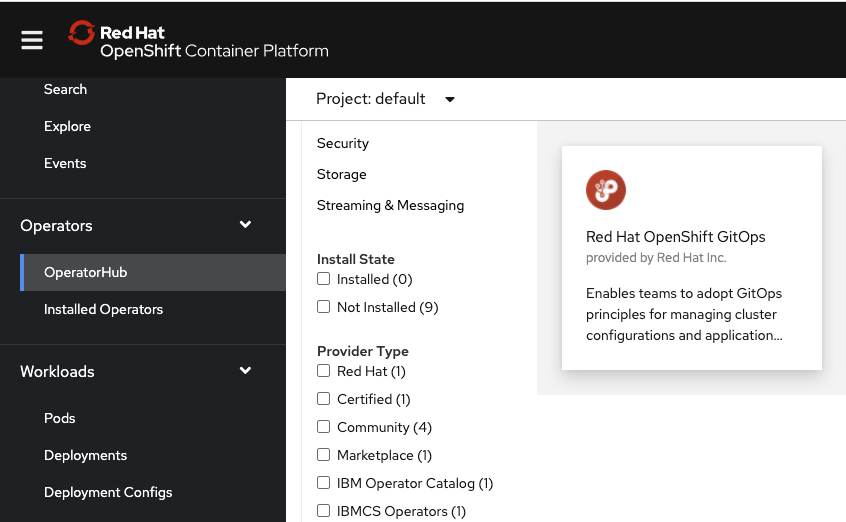 Red Hat
OpenShift Container Platform
Search
Explore
Events
Operators
OperatorHub
Installed Operators
Workloads
Pods
Deployments
Deployment Configs
Project: default
Security
Storage
Streaming & Messaging
Install State
Installed (0)
Not Installed (9)
Provider Type
Red Hat (1)
Certified (1)
Community (4)
Marketplace (1)
IBM Operator Catalog (1)
IBMCS Operators (1)
Red Hat OpenShift GitOps
provided by Red Hat Inc.
Enables teams to adopt GitOps
principles for managing cluster
configurations and application...